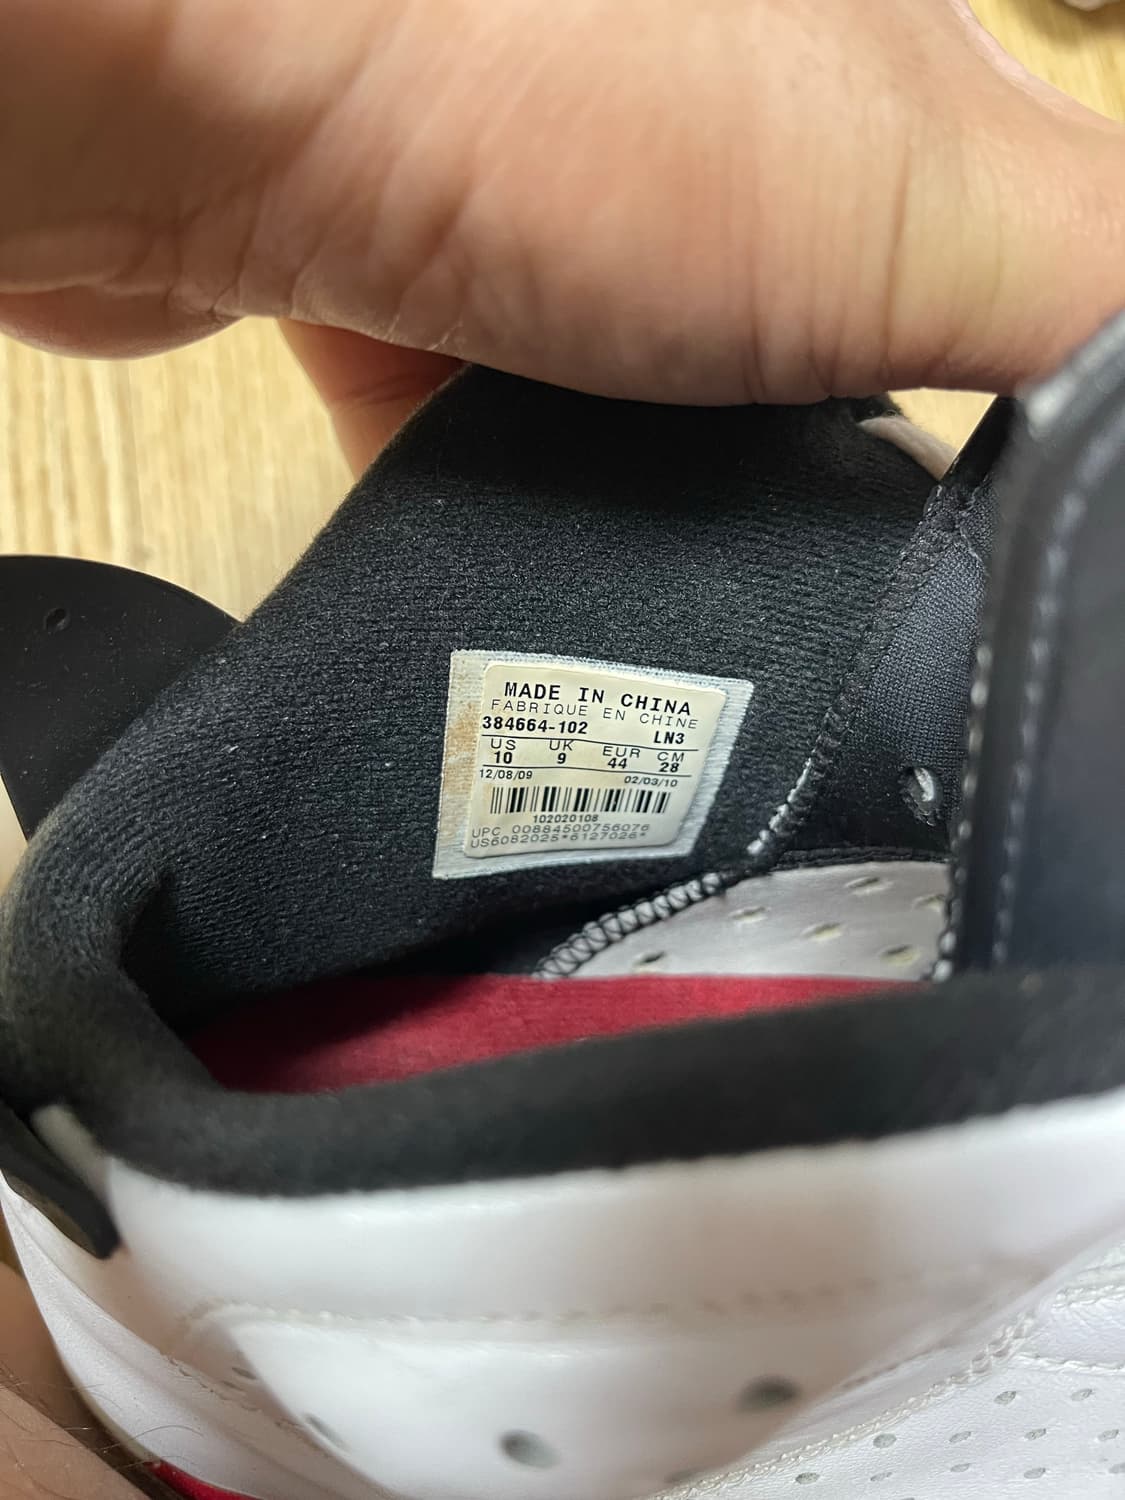 MADE IN CHINA
FABRIQUE EN CHINE
384664-102 LN3
US UK EUR CM
10 9 44 28
12/08/09 02/03/10
102020108
UPC 00884500756076
US6082025*6127026*